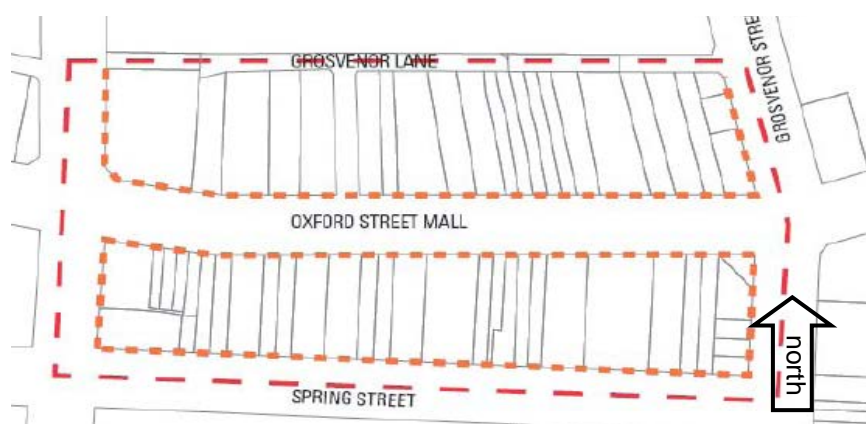 GROSVENOR LANE
GROSVENOR STRE
OXFORD STREET MALL
SPRING STREET
north